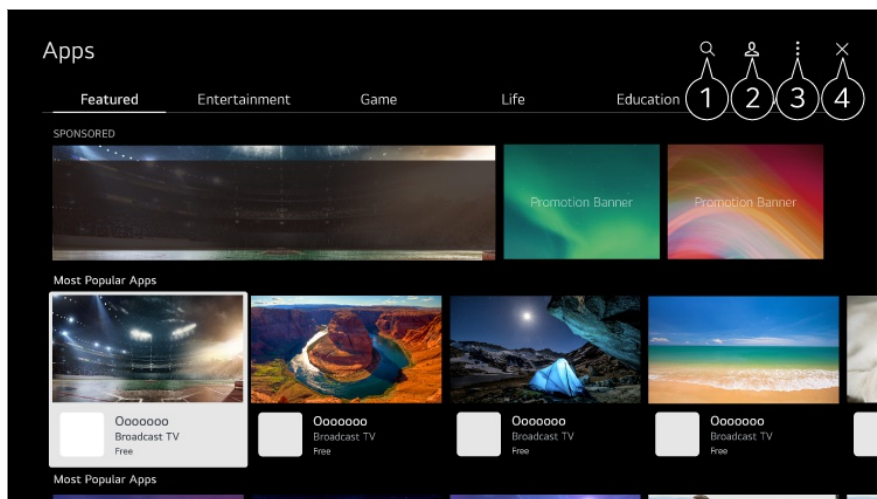 Apps
Featured Entertainment Game Life Education
1 2 3 4
SPONSORED
Promotion Banner Promotion Banner
Most Popular Apps
Ooooooo Ooooooo Ooooooo Ooooooo
Broadcast TV Broadcast TV Broadcast TV Broadcast TV
Free Free Free Free
Most Popular Apps